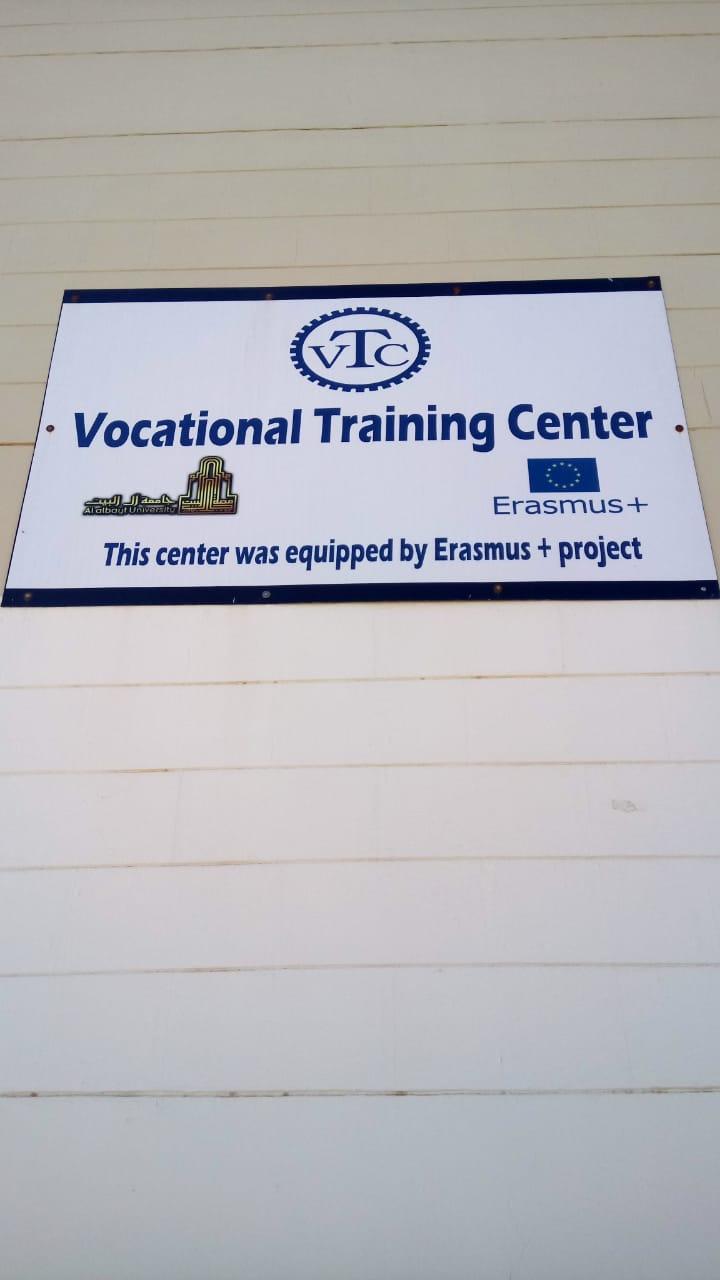 VTC
Vocational Training Center
جامعة آل البيت
Al albayt University
Erasmus+
This center was equipped by Erasmus + project